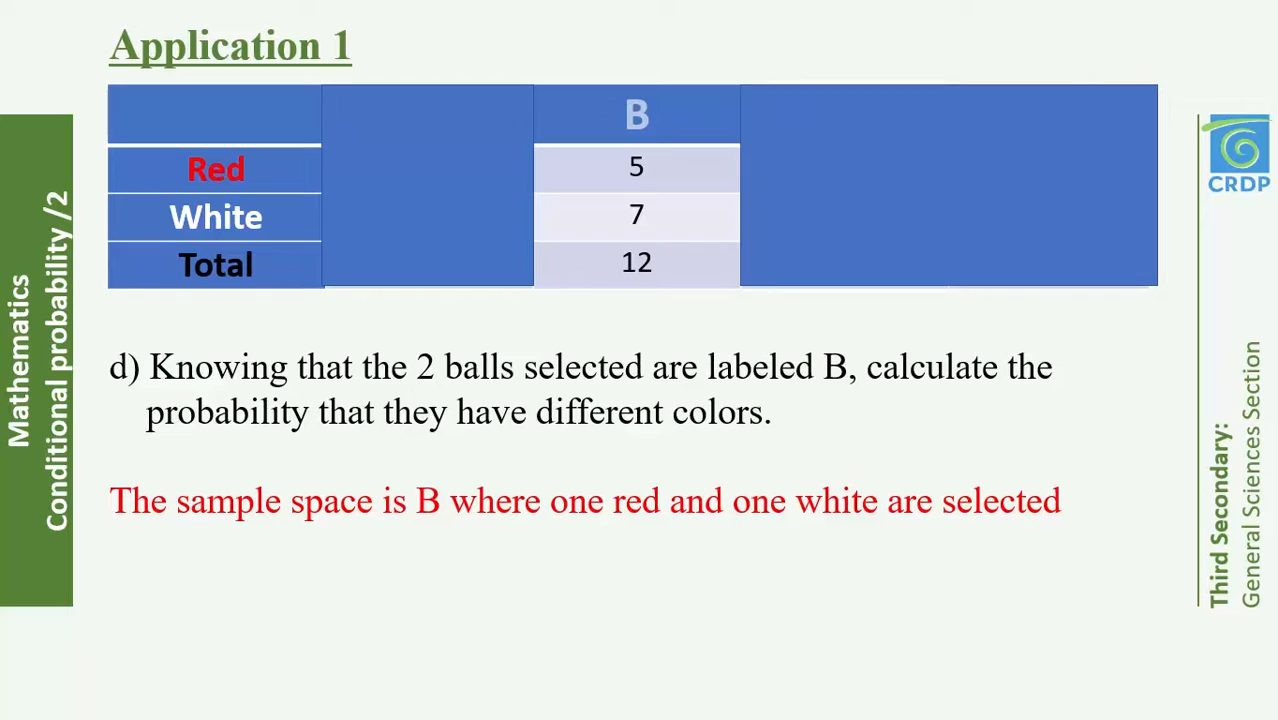 Application 1
B
Red 5
White 7
Total 12
d) Knowing that the 2 balls selected are labeled B, calculate the
probability that they have different colors.
The sample space is B where one red and one white are selected
Mathematics
Conditional probability /2
CRDP
Third Secondary:
General Sciences Section